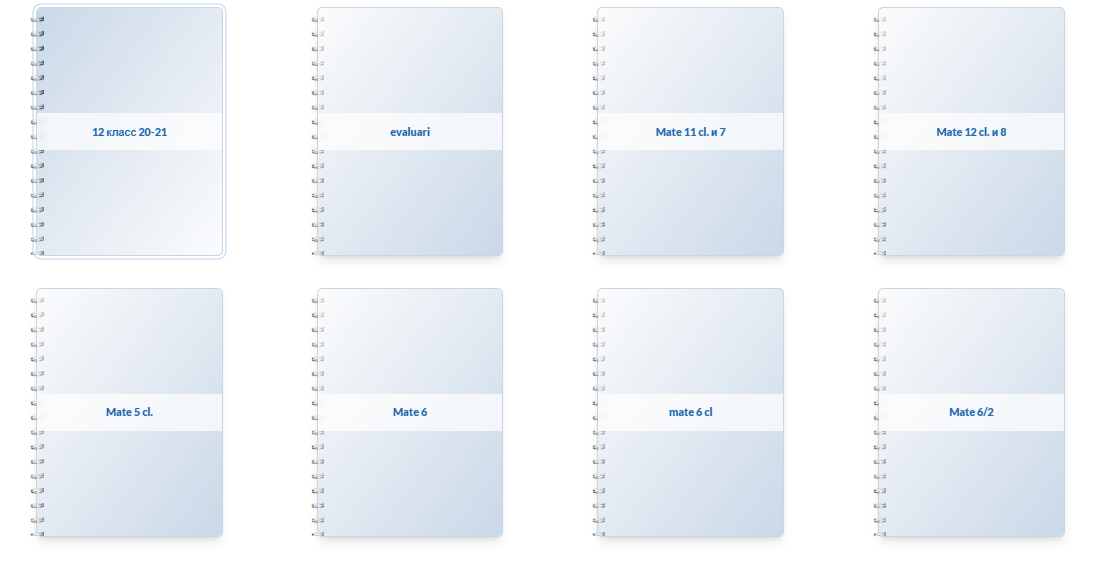 12 класс 20-21
evaluari
Mate 11 cl. и 7
Mate 12 cl. и 8
Mate 5 cl.
Mate 6
mate 6 cl
Mate 6/2